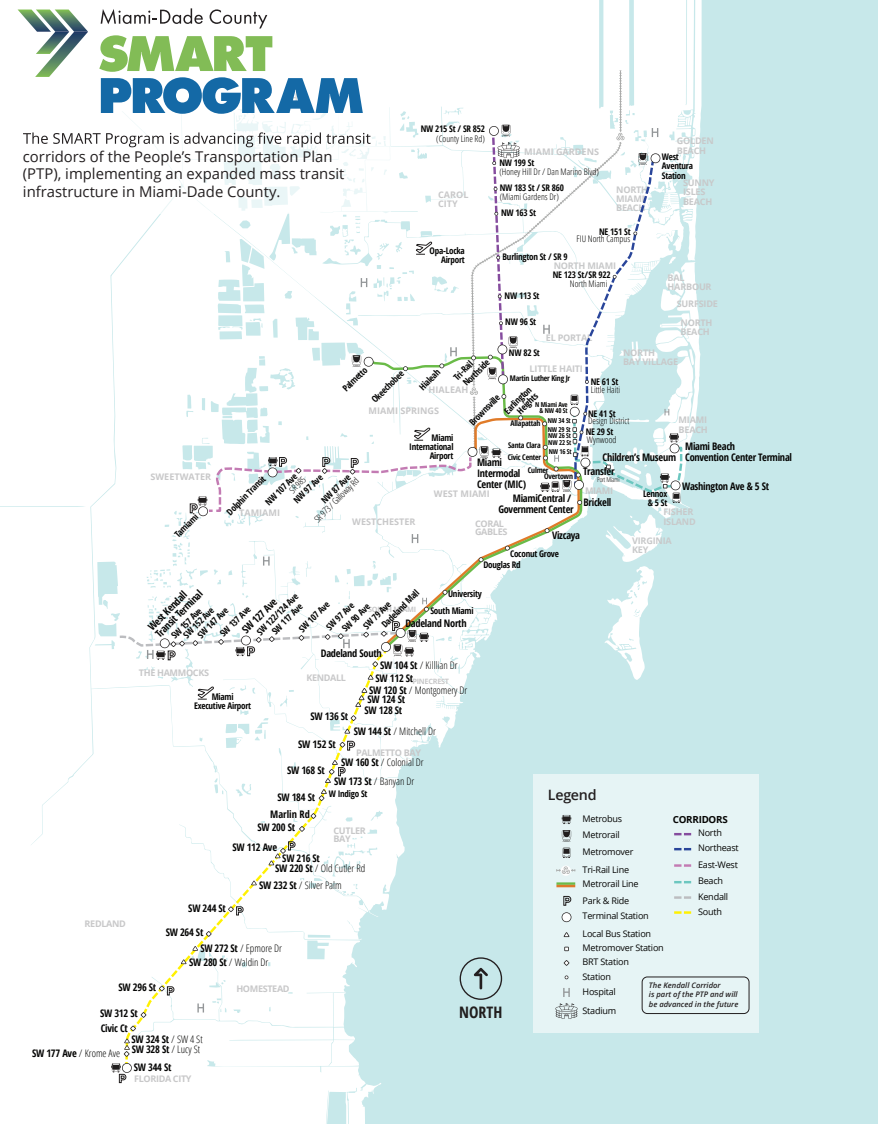 Miami-Dade County
SMART
PROGRAM
The SMART Program is advancing five rapid transit
corridors of the People's Transportation Plan
(PTP), implementing an expanded mass transit
infrastructure in Miami-Dade County.
NW 215 St / SR 852
(County Line Rd)
MIAMI GARDENS
NW 199 St
(Honey Hill Dr / Dan Marino Blvd)
NW 183 St / SR 860
(Miami Gardens Dr)
NW 163 St
CAROL
CITY
H
GOLDEN
BEACH
West
Aventura
Station
SUNNY
ISLES
BEACH
NORTH
MIAMI
BEACH
NE 151 St
FIU North Campus
Opa-Locka
Airport
Burlington St / SR 9
NORTH MIAMI
NE 123 St/SR 922
North Miami
BAL
HARBOUR
SURFSIDE
H
NW 113 St
NW 96 St
NORTH
BEACH
H
EL PORTAL
NW 82 St
NORTH
BAY VILLAGE
H
Palmetto
Okeechobee
Hialeah
Tri-Rail
Northside
HIALEAH
LITTLE HAITI
Martin Luther King Jr
NE 61 St
Little Haiti
MIAMI SPRINGS
Brownsville
Earlington
Heights
Allapattah
N Miami Ave
& NW 40 St
NW 34 St
NW 29 St
NW 26 St
NW 22 St
NW 16 St
NE 41 St
Design District
NE 29 St
Wynwood
H
MIAMI
BEACH
Miami
International
Airport
Santa Clara
Civic Center
H
Culmer
Overtown
Children's Museum
Transfer
Port Miami
Miami Beach
Convention Center Terminal
Miami
Intermodal
Center (MIC)
MiamiCentral /
Government Center
MIAMI
Brickell
Lennox
& 5 St
Washington Ave & 5 St
FISHER
ISLAND
SWEETWATER
Dolphin Transit
NW 107 Ave
SR 985
NW 97 Ave
NW 87 Ave
SR 973 / Galloway Rd
Tamiami
TAMIAMI
WEST MIAMI
WESTCHESTER
CORAL
GABLES
H
H
Vizcaya
VIRGINIA
KEY
Coconut Grove
Douglas Rd
University
H
South Miami
West Kendall
Transit Terminal
SW 157 Ave
SW 152 Ave
SW 147 Ave
SW 137 Ave
SW 127 Ave
SW 122/124 Ave
SW 117 Ave
SW 107 Ave
SW 97 Ave
SW 90 Ave
SW 79 Ave
Dadeland Mall
Dadeland North
Dadeland South
H
H
THE HAMMOCKS
KENDALL
PINECREST
SW 104 St / Killian Dr
SW 112 St
SW 120 St / Montgomery Dr
SW 124 St
SW 128 St
Miami
Executive Airport
SW 136 St
SW 144 St / Mitchell Dr
SW 152 St
PALMETTO BAY
SW 160 St / Colonial Dr
SW 168 St
SW 173 St / Banyan Dr
W Indigo St
SW 184 St
Marlin Rd
SW 200 St
CUTLER
BAY
SW 112 Ave
SW 216 St
SW 220 St / Old Cutler Rd
SW 232 St / Silver Palm
SW 244 St
REDLAND
SW 264 St
SW 272 St / Epmore Dr
SW 280 St / Waldin Dr
SW 296 St
HOMESTEAD
H
SW 312 St
Civic Ct
SW 324 St / SW 4 St
SW 328 St / Lucy St
SW 177 Ave / Krome Ave
SW 344 St
FLORIDA CITY
NORTH
Legend
Metrobus
Metrorail
Metromover
Tri-Rail Line
Metrorail Line
Park & Ride
Terminal Station
Local Bus Station
Metromover Station
BRT Station
Station
H Hospital
Stadium
CORRIDORS
North
Northeast
East-West
Beach
Kendall
South
The Kendall Corridor
is part of the PTP and will
be advanced in the future